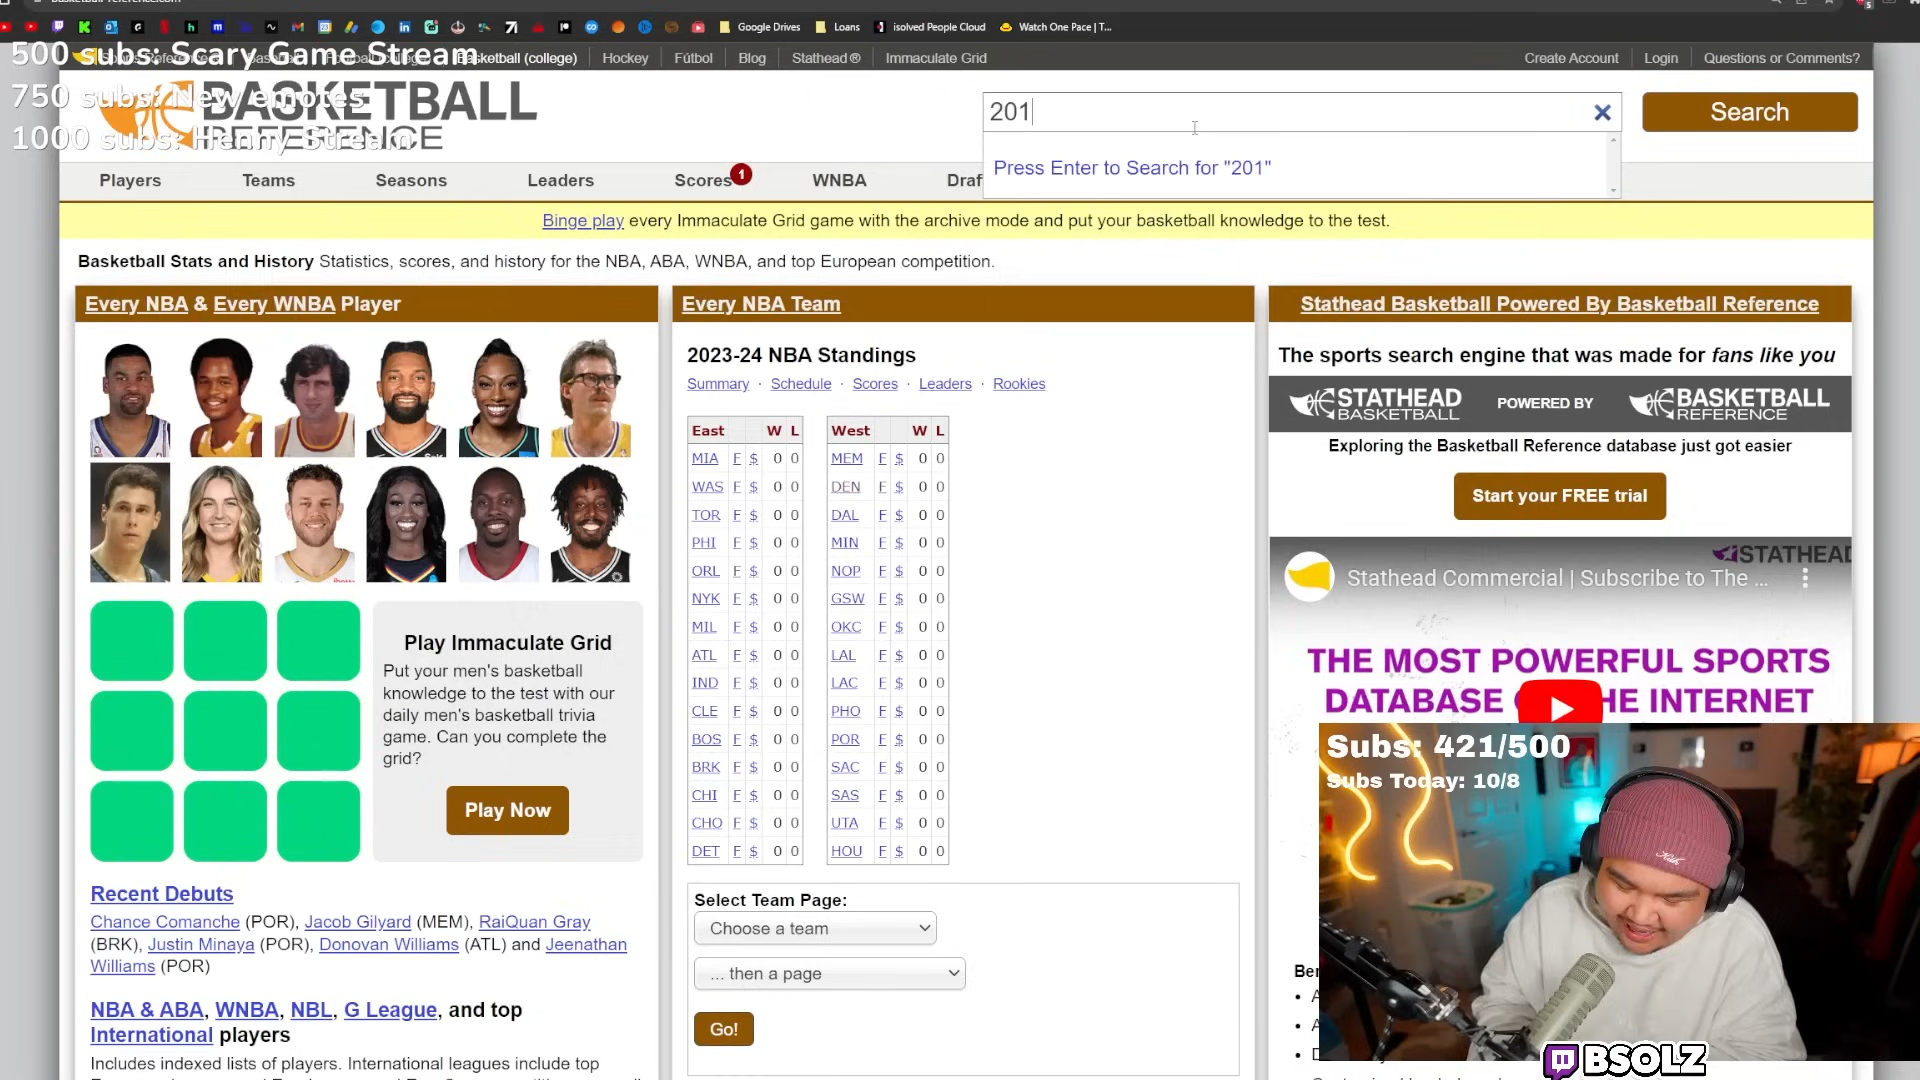 basketball-reference.com
Google Drives
Loans
isolved People Cloud
Watch One Pace | T...
500 subs: Scary Game Stream
750 subs: New emotes
1000 subs: Henny Stream
Basketball (college)
Hockey
Fútbol
Blog
Stathead®
Immaculate Grid
Create Account
Login
Questions or Comments?
BASKETBALL
REFERENCE
201
Search
Press Enter to Search for "201"
Players
Teams
Seasons
Leaders
Scores
1
WNBA
Draf
Binge play every Immaculate Grid game with the archive mode and put your basketball knowledge to the test.
Basketball Stats and History Statistics, scores, and history for the NBA, ABA, WNBA, and top European competition.
Every NBA & Every WNBA Player
Play Immaculate Grid
Put your men's basketball
knowledge to the test with our
daily men's basketball trivia
game. Can you complete the
grid?
Play Now
Recent Debuts
Chance Comanche (POR), Jacob Gilyard (MEM), RaiQuan Gray
(BRK), Justin Minaya (POR), Donovan Williams (ATL) and Jeenathan
Williams (POR)
NBA & ABA, WNBA, NBL, G League, and top
International players
Includes indexed lists of players. International leagues include top
Every NBA Team
2023-24 NBA Standings
Summary · Schedule · Scores · Leaders · Rookies
East W L West W L
MIA F $ 0 0 MEM F $ 0 0
WAS F $ 0 0 DEN F $ 0 0
TOR F $ 0 0 DAL F $ 0 0
PHI F $ 0 0 MIN F $ 0 0
ORL F $ 0 0 NOP F $ 0 0
NYK F $ 0 0 GSW F $ 0 0
MIL F $ 0 0 OKC F $ 0 0
ATL F $ 0 0 LAL F $ 0 0
IND F $ 0 0 LAC F $ 0 0
CLE F $ 0 0 PHO F $ 0 0
BOS F $ 0 0 POR F $ 0 0
BRK F $ 0 0 SAC F $ 0 0
CHI F $ 0 0 SAS F $ 0 0
CHO F $ 0 0 UTA F $ 0 0
DET F $ 0 0 HOU F $ 0 0
Select Team Page:
Choose a team
... then a page
Go!
Stathead Basketball Powered By Basketball Reference
The sports search engine that was made for fans like you
STATHEAD
BASKETBALL
POWERED BY
BASKETBALL
REFERENCE
Exploring the Basketball Reference database just got easier
Start your FREE trial
STATHEAD
Stathead Commercial | Subscribe to The ...
THE MOST POWERFUL SPORTS
DATABASE HE INTERNET
Subs: 421/500
Subs Today: 10/8
Ber
Kith
BSOLZ